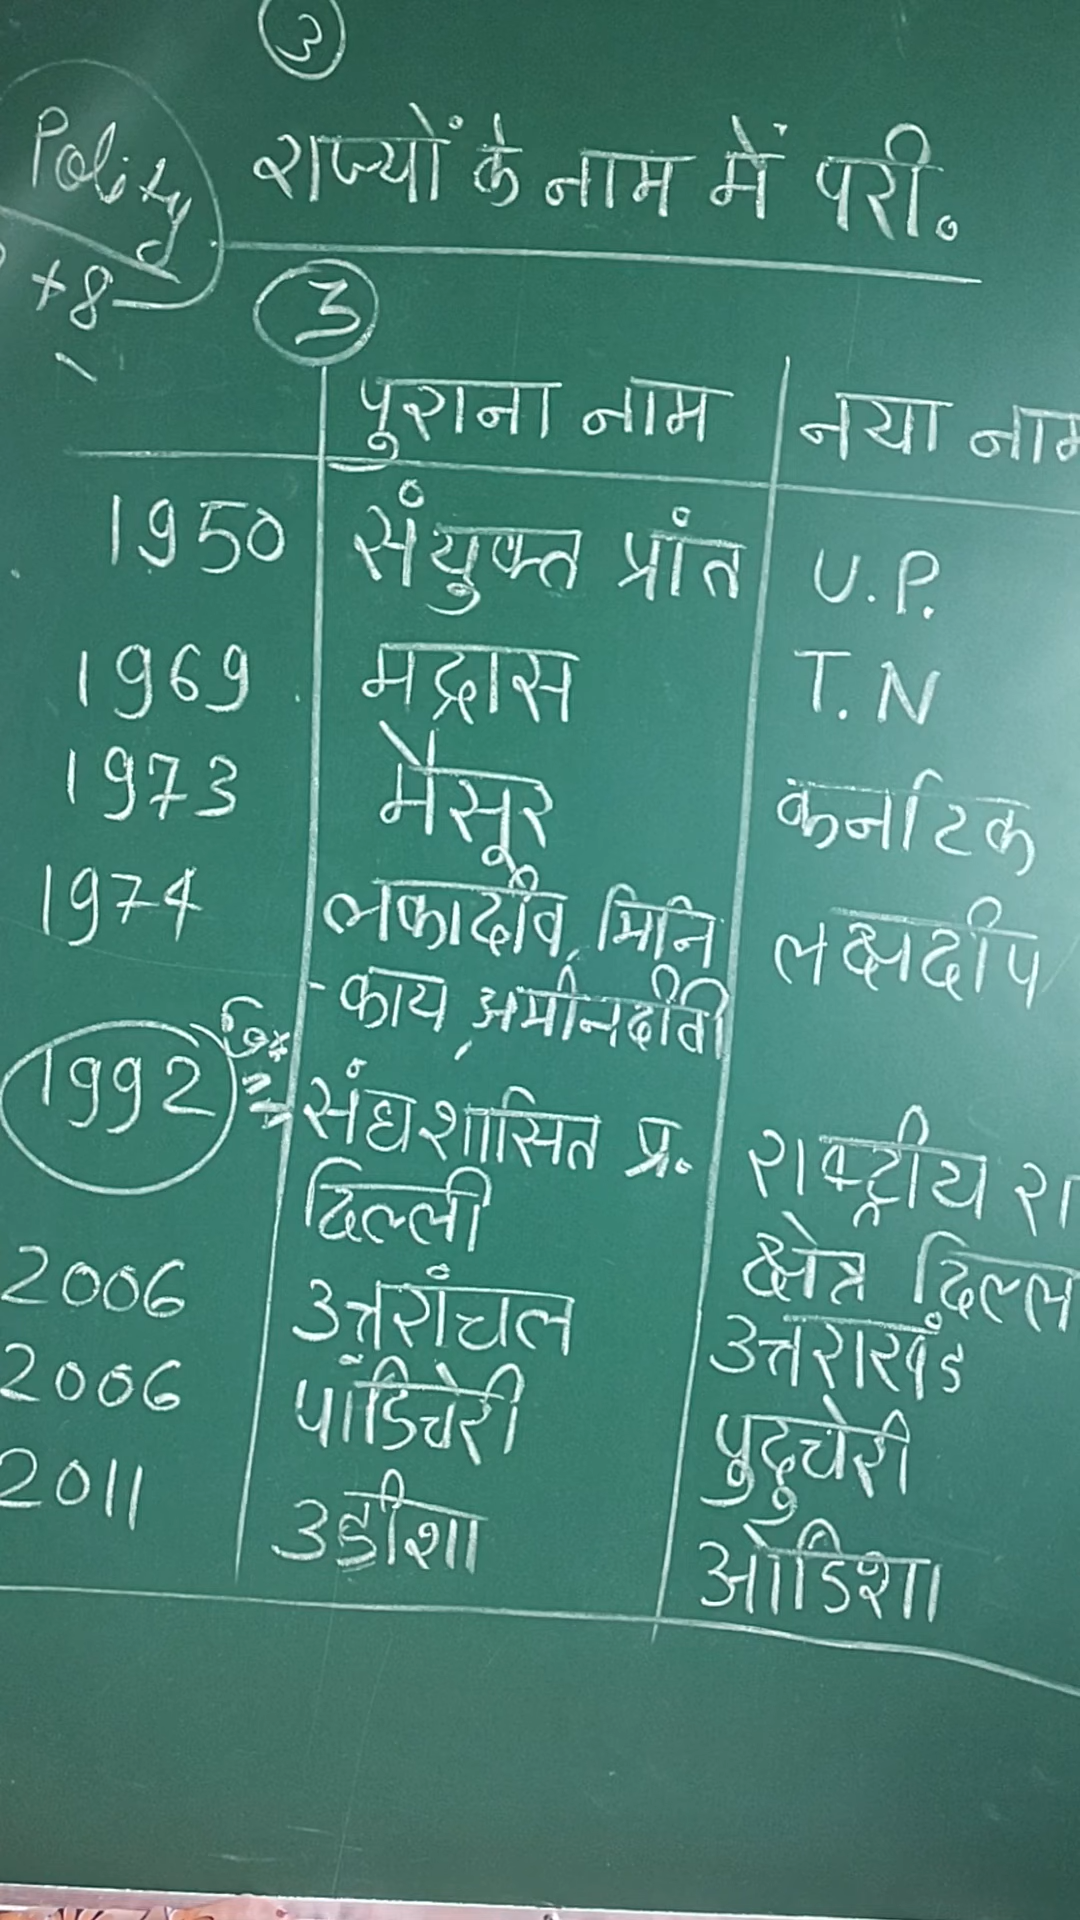 3
Polity
राज्यों के नाम में परी॰
+8
3
पुराना नाम नया नाम
1950 संयुक्त प्रांत U.P.
1969 मद्रास T.N
1973 मैसूर कर्नाटक
1974 लकादीव, मिनि लक्षदीप
-काय, अमीनदीवी
1992 संघशासित प्र॰ राष्ट्रीय रा
दिल्ली क्षेत्र दिल्ल
2006 उत्तरांचल उत्तराखंड
2006 पांडिचेरी पुदुचेरी
2011 उड़ीशा ओडिशा